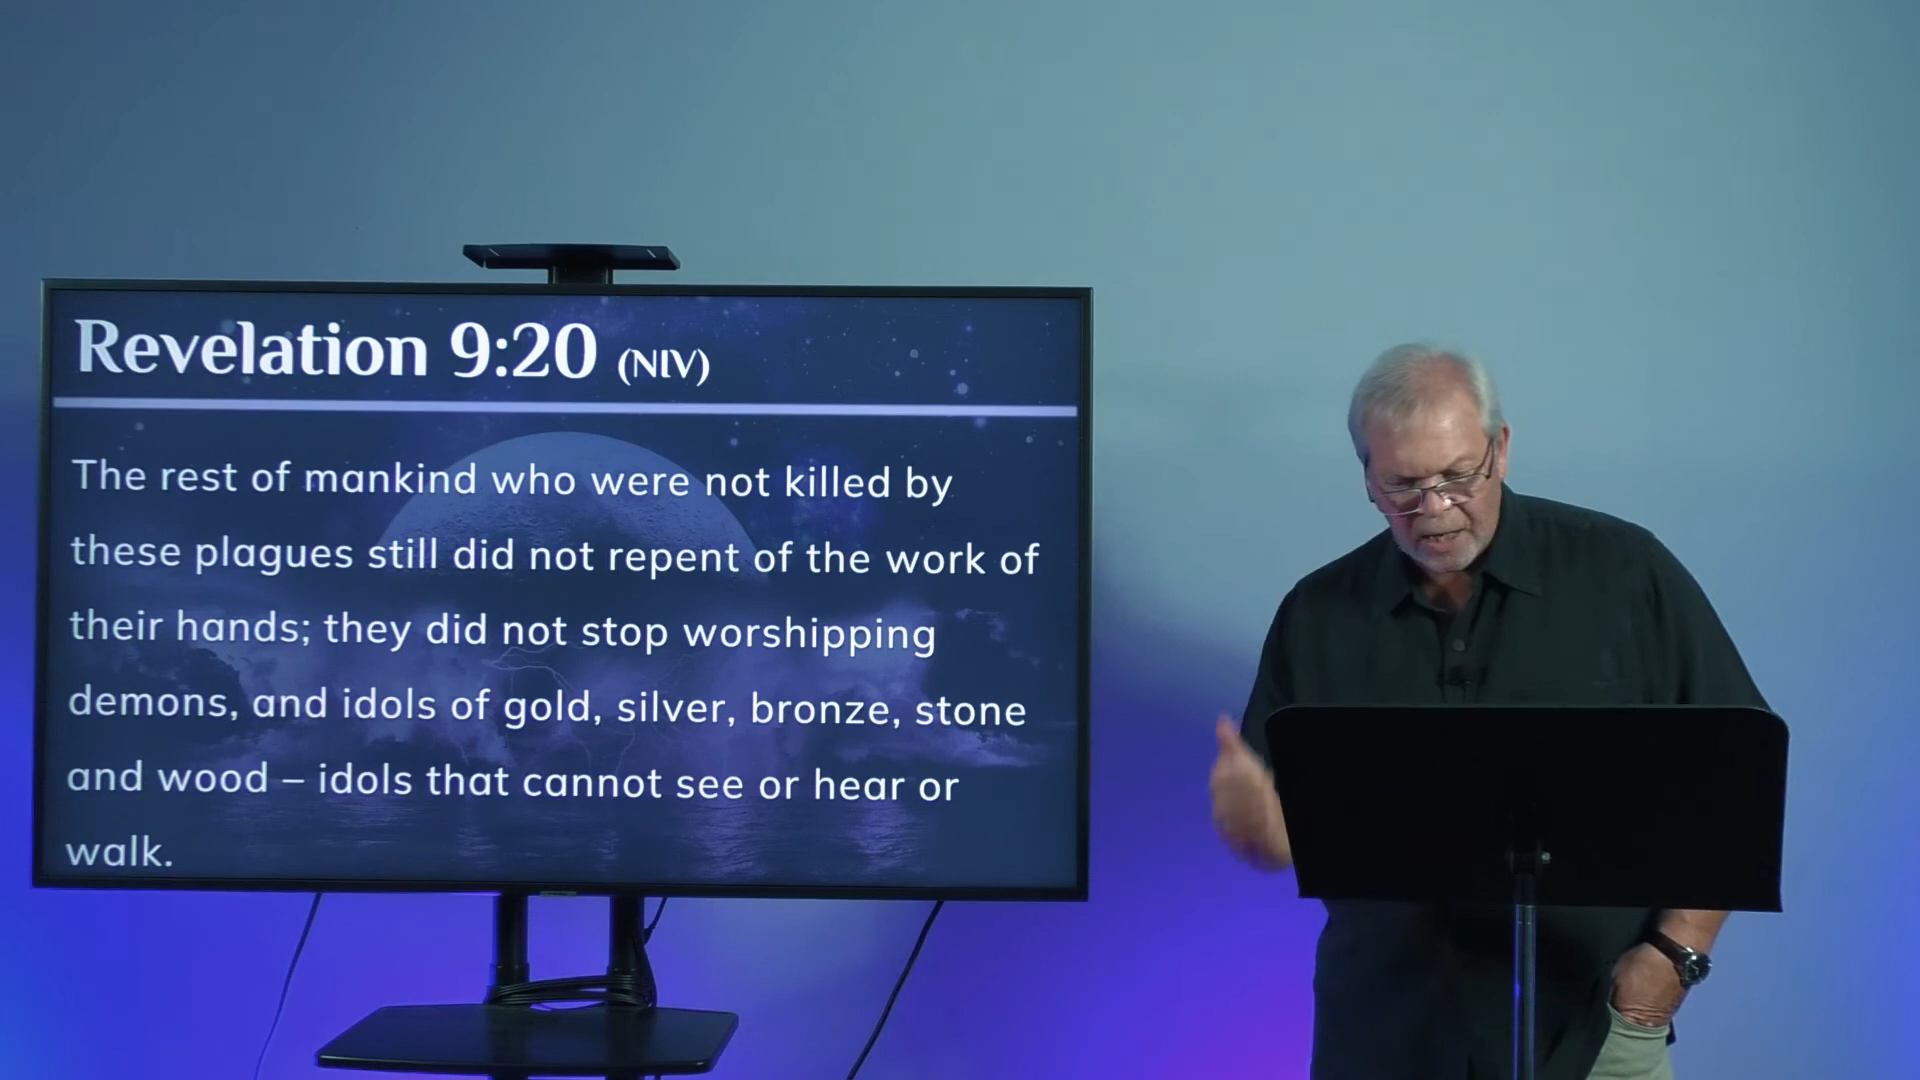 Revelation 9:20 (NIV)
The rest of mankind who were not killed by
these plagues still did not repent of the work of
their hands; they did not stop worshipping
demons, and idols of gold, silver, bronze, stone
and wood – idols that cannot see or hear or
walk.